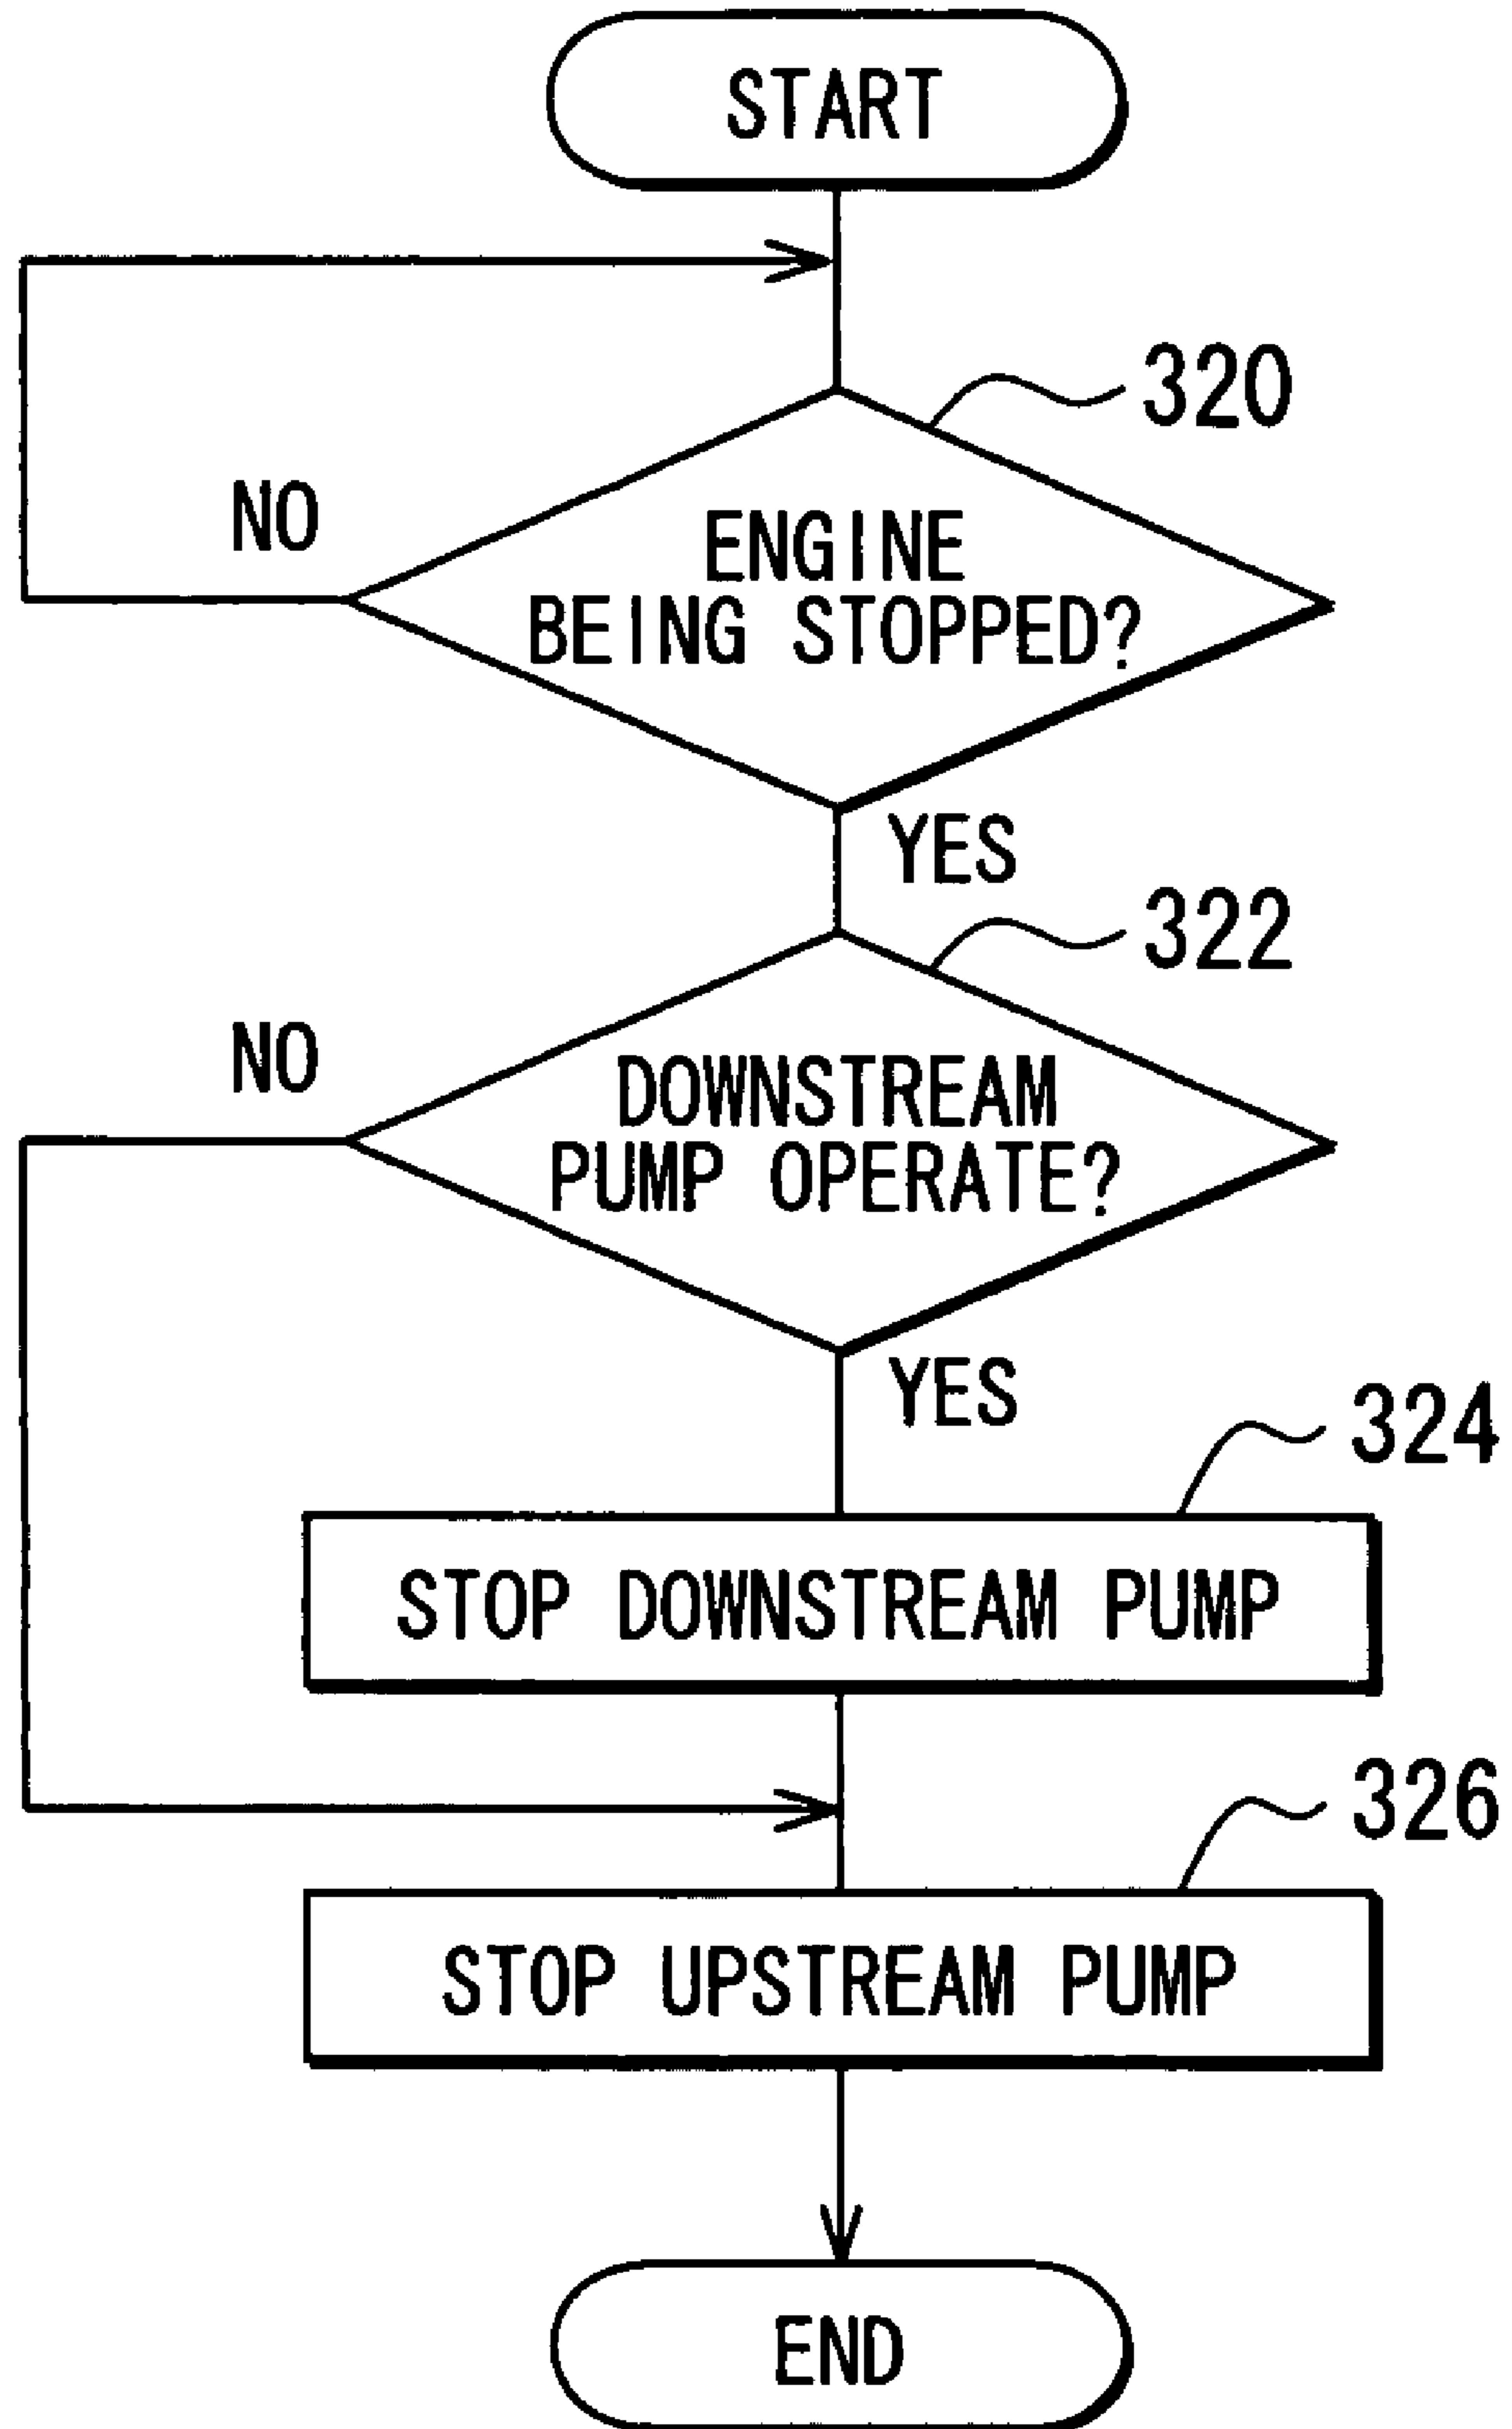 START
320
NO
ENGINE
BEING STOPPED?
YES
322
NO
DOWNSTREAM
PUMP OPERATE?
YES
324
STOP DOWNSTREAM PUMP
326
STOP UPSTREAM PUMP
END